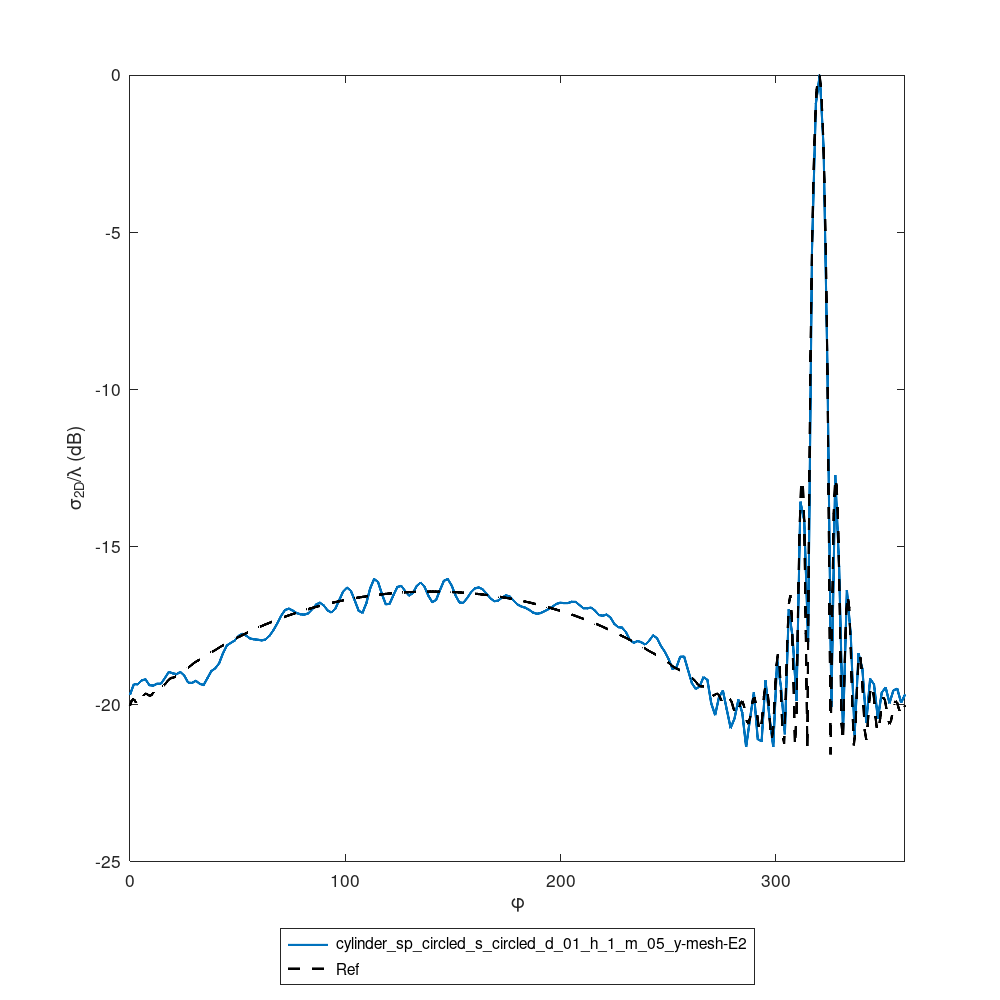 0
-5
-10
-15
-20
-25
0 100 200 300
σ2D/λ (dB)
φ
cylinder_sp_circled_s_circled_d_01_h_1_m_05_y-mesh-E2
Ref